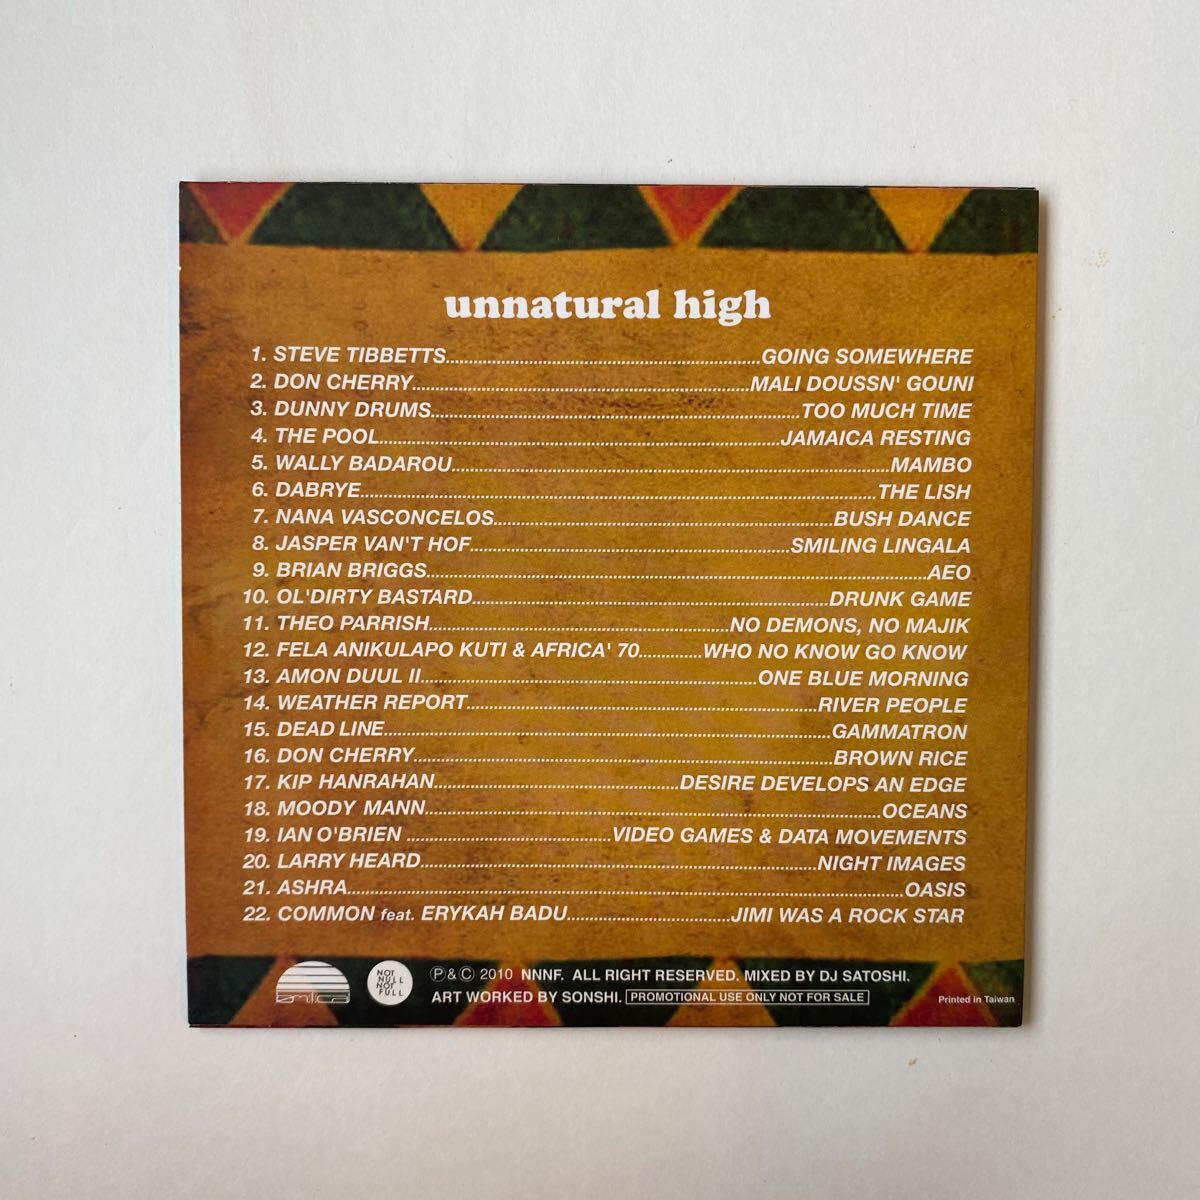 unnatural high
1. STEVE TIBBETTS........GOING SOMEWHERE
2. DON CHERRY........MALI DOUSSN' GOUNI
3. DUNNY DRUMS........TOO MUCH TIME
4. THE POOL........JAMAICA RESTING
5. WALLY BADAROU........MAMBO
6. DABRYE........THE LISH
7. NANA VASCONCELOS........BUSH DANCE
8. JASPER VAN'T HOF........SMILING LINGALA
9. BRIAN BRIGGS........AEO
10. OL'DIRTY BASTARD........DRUNK GAME
11. THEO PARRISH........NO DEMONS, NO MAJIK
12. FELA ANIKULAPO KUTI & AFRICA' 70........WHO NO KNOW GO KNOW
13. AMON DUUL II........ONE BLUE MORNING
14. WEATHER REPORT........RIVER PEOPLE
15. DEAD LINE........GAMMATRON
16. DON CHERRY........BROWN RICE
17. KIP HANRAHAN........DESIRE DEVELOPS AN EDGE
18. MOODY MANN........OCEANS
19. IAN O'BRIEN ........VIDEO GAMES & DATA MOVEMENTS
20. LARRY HEARD........NIGHT IMAGES
21. ASHRA........OASIS
22. COMMON feat. ERYKAH BADU........JIMI WAS A ROCK STAR
NOT
NULL
NOT
FULL
Ⓟ & Ⓒ 2010 NNNF. ALL RIGHT RESERVED. MIXED BY DJ SATOSHI.
ART WORKED BY SONSHI. PROMOTIONAL USE ONLY NOT FOR SALE
Printed in Taiwan